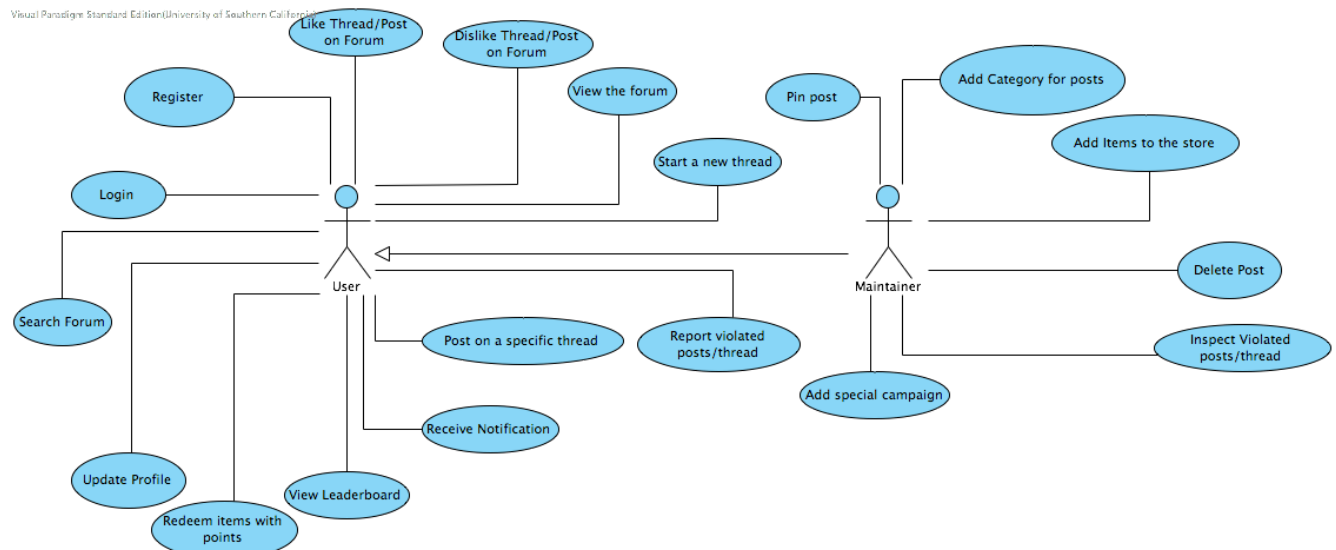 Visual Paradigm Standard Edition(University of Southern California)
Like Thread/Post
on Forum
Dislike Thread/Post
on Forum
Register
View the forum
Pin post
Add Category for posts
Add Items to the store
Start a new thread
Login
User
Maintainer
Delete Post
Search Forum
Post on a specific thread
Report violated
posts/thread
Inspect Violated
posts/thread
Add special campaign
Receive Notification
Update Profile
View Leaderboard
Redeem items with
points